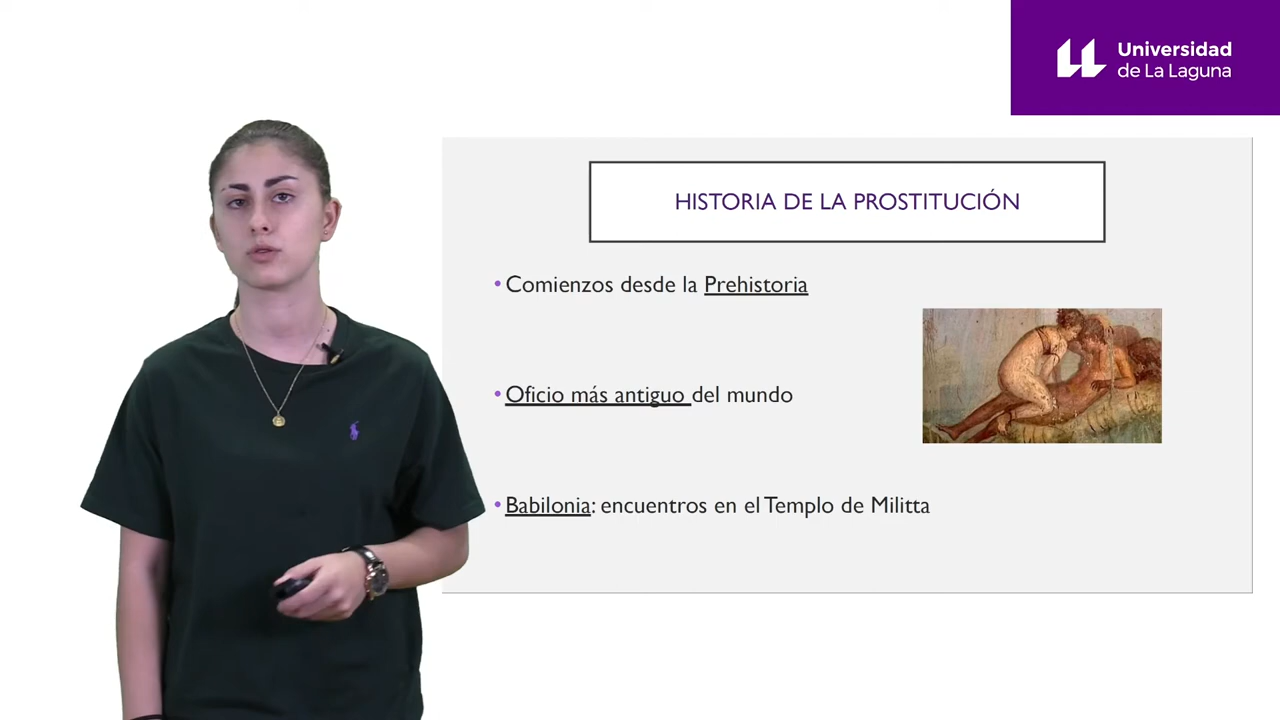 Universidad
de La Laguna
HISTORIA DE LA PROSTITUCIÓN
• Comienzos desde la Prehistoria
• Oficio más antiguo del mundo
• Babilonia: encuentros en el Templo de Militta